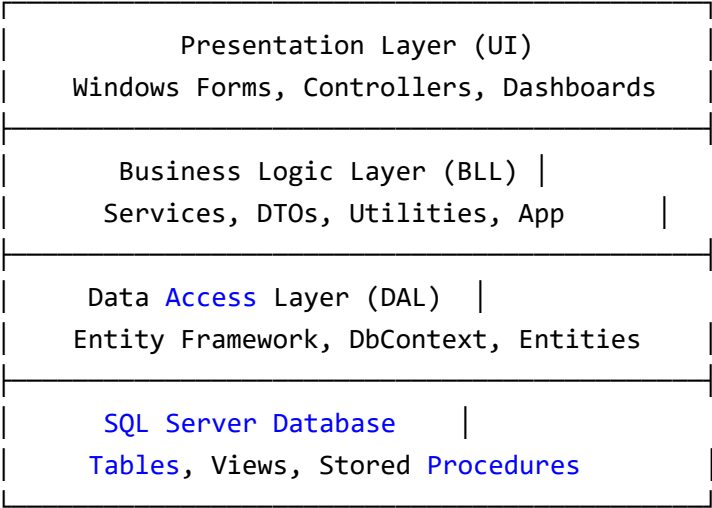 Presentation Layer (UI)
Windows Forms, Controllers, Dashboards
Business Logic Layer (BLL)
Services, DTOs, Utilities, App
Data Access Layer (DAL)
Entity Framework, DbContext, Entities
SQL Server Database
Tables, Views, Stored Procedures